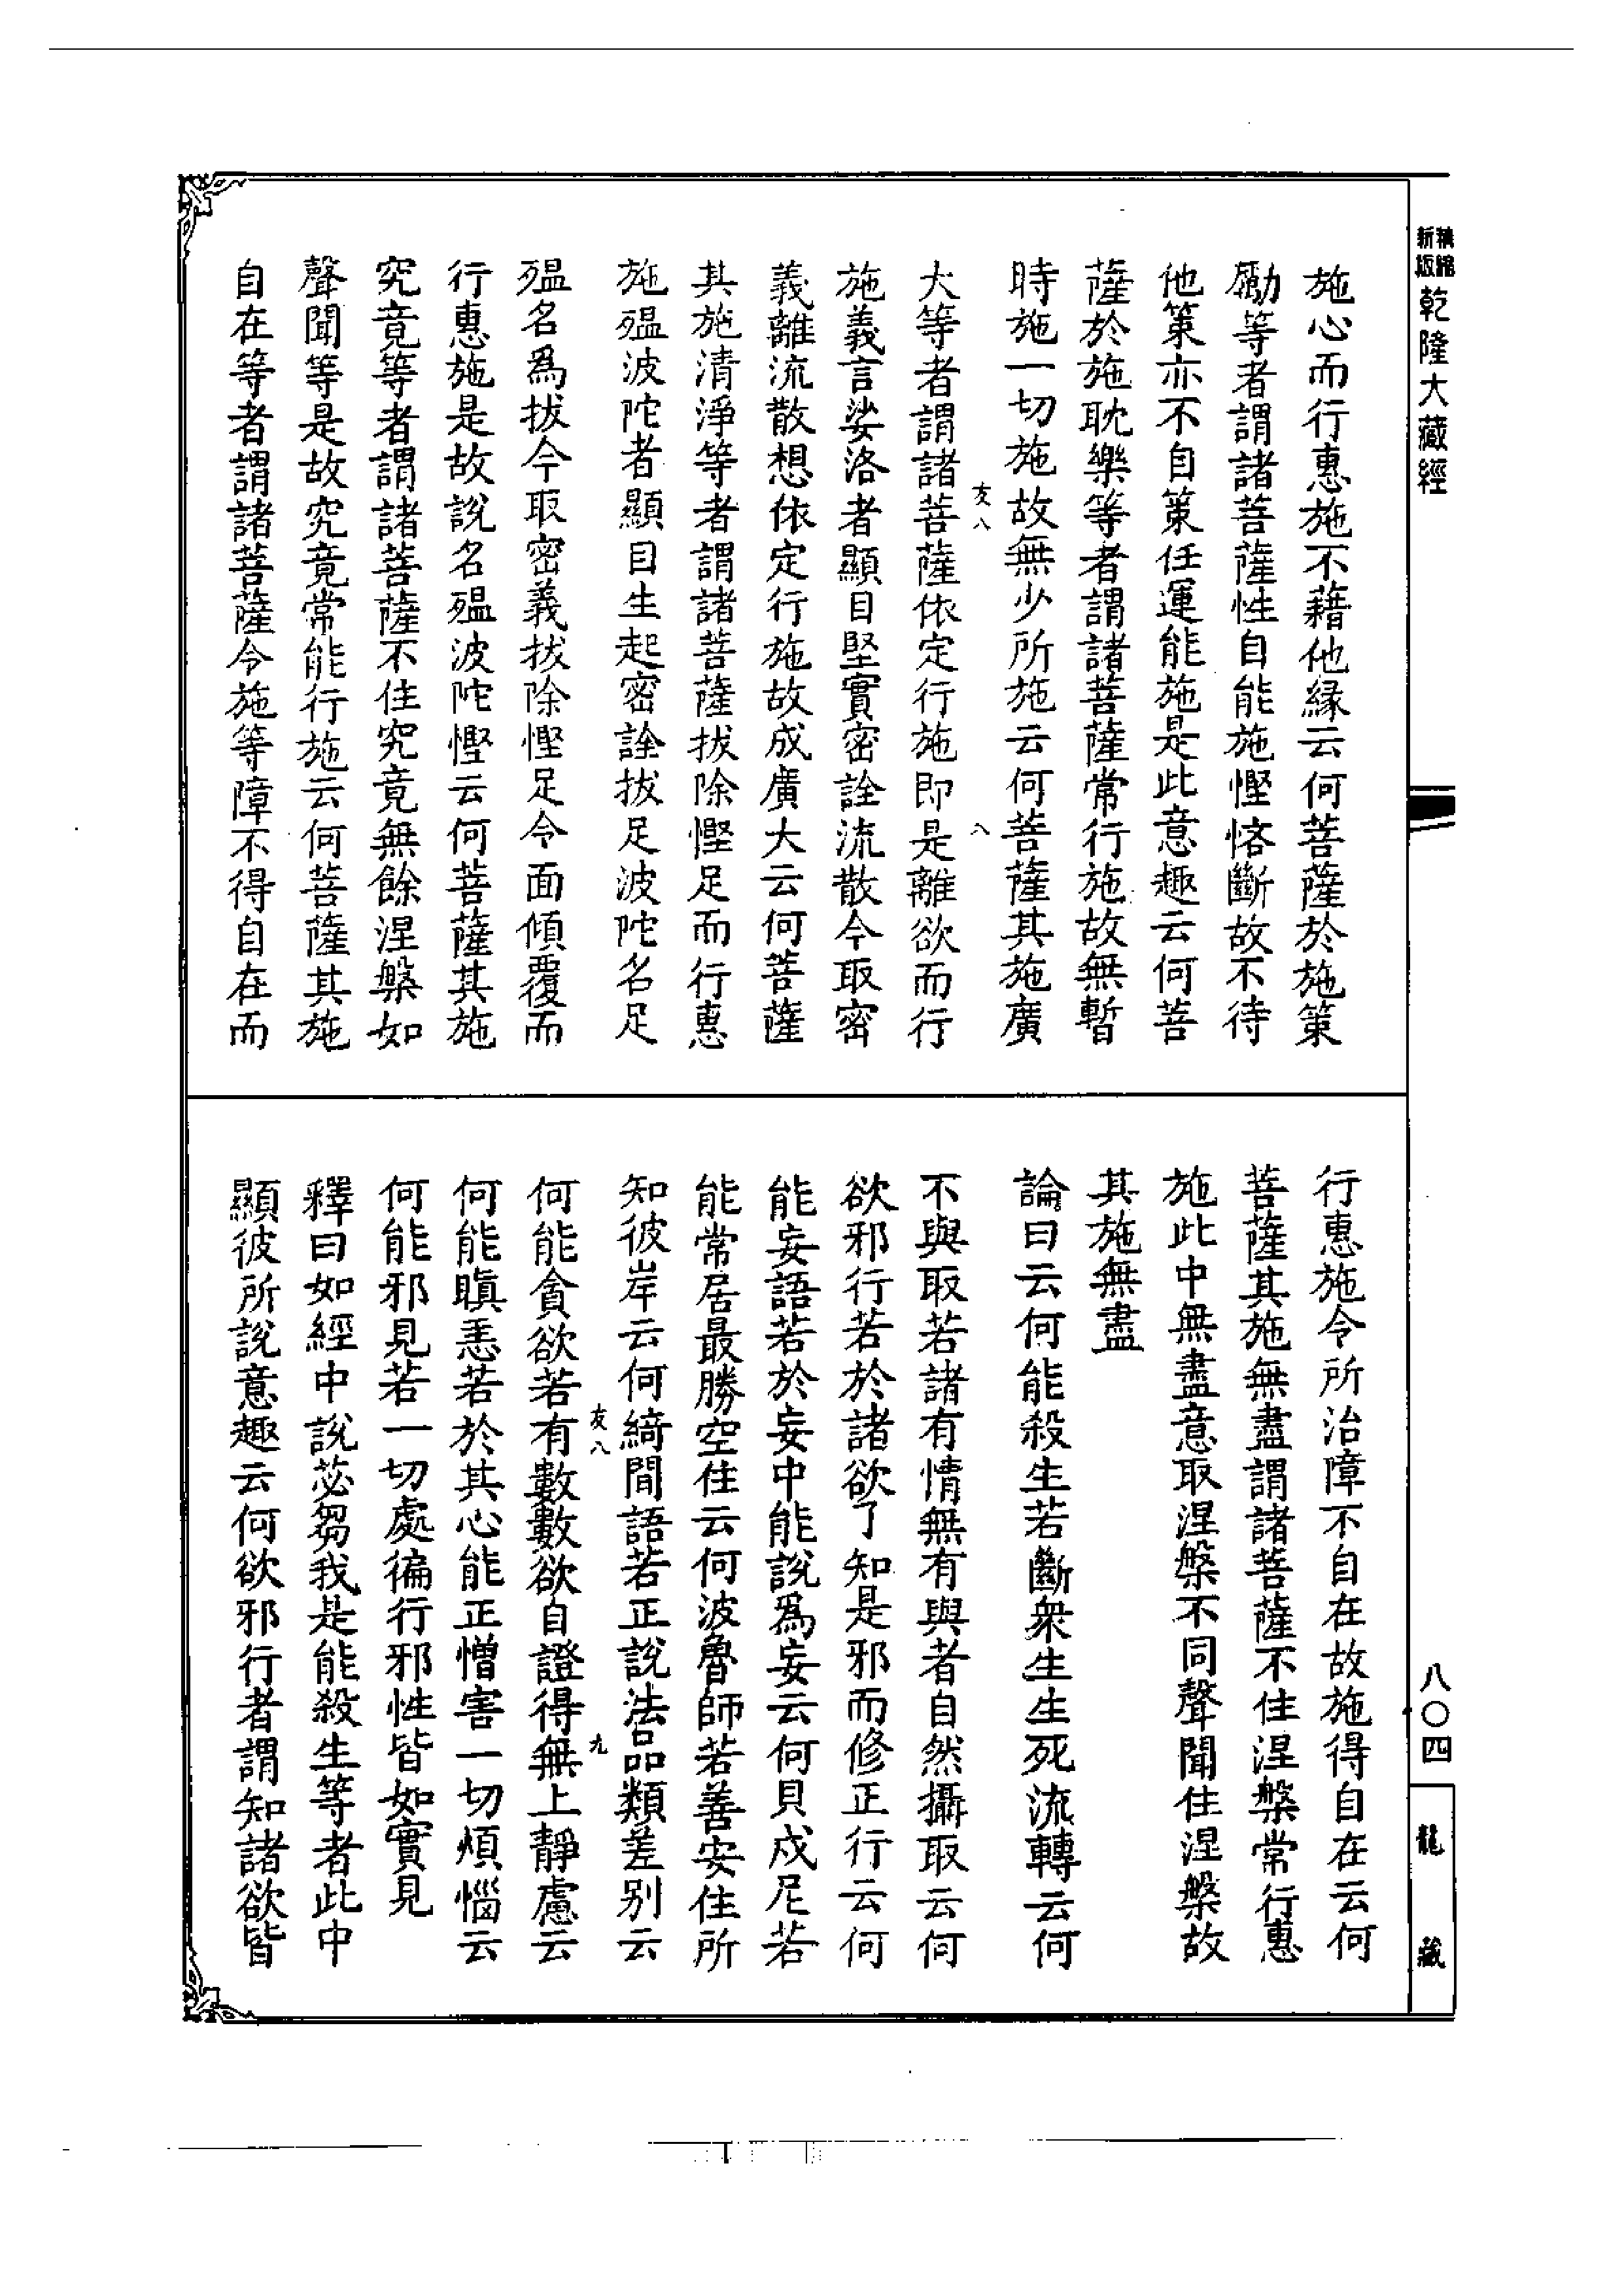 新版精縮乾隆大藏經
施心而行惠施不藉他緣云何菩薩於施策
勵等者謂諸菩薩性自能施慳悋斷故不待
他策亦不自策任運能施是此意趣云何菩
薩於施耽樂等者謂諸菩薩常行施故無暫
時施一切施故無少所施云何菩薩其施廣
大等者謂諸菩薩依定行施即是離欲而行
施義言娑洛者顯目堅實密詮流散今取密
義離流散想依定行施故成廣大云何菩薩
其施清淨等者謂諸菩薩拔除慳足而行惠
施殟波陀者顯目生起密詮拔足波陀名足
殟名爲拔今取密義拔除慳足令面傾覆而
行惠施是故說名殟波陀慳云何菩薩其施
究竟等者謂諸菩薩不住究竟無餘涅槃如
聲聞等是故究竟常能行施云何菩薩其施
自在等者謂諸菩薩令施等障不得自在而
友八
八
行惠施令所治障不自在故施得自在云何
菩薩其施無盡謂諸菩薩不住涅槃常行惠
施此中無盡意取涅槃不同聲聞住涅槃故
其施無盡
論曰云何能殺生若斷衆生生死流轉云何
不與取若諸有情無有與者自然攝取云何
欲邪行若於諸欲了知是邪而修正行云何
能妄語若於妄中能說爲妄云何貝戍尼若
能常居最勝空住云何波魯師若善安住所
知彼岸云何綺間語若正說法品類差別云
何能貪欲若有數數欲自證得無上靜慮云
何能瞋恚若於其心能正憎害一切煩惱云
何能邪見若一切處徧行邪性皆如實見
釋曰如經中說苾芻我是能殺生等者此中
顯彼所說意趣云何欲邪行者謂知諸欲皆
友八
九
八〇四
龍藏